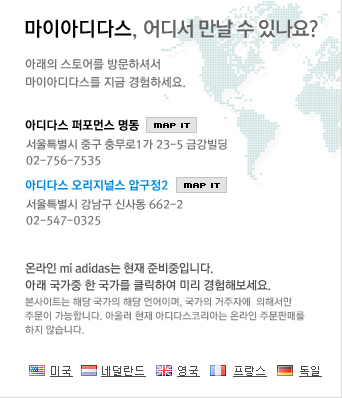 마이아디다스, 어디서 만날 수 있나요?
아래의 스토어를 방문하셔서
마이아디다스를 지금 경험하세요.
아디다스 퍼포먼스 명동 MAP IT
서울특별시 중구 충무로1가 23-5 금강빌딩
02-756-7535
아디다스 오리지널스 압구정2 MAP IT
서울특별시 강남구 신사동 662-2
02-547-0325
온라인 mi adidas는 현재 준비중입니다.
아래 국가중 한 국가를 클릭하여 미리 경험해보세요.
본사이트는 해당 국가의 해당 언어이며, 국가의 거주자에 의해서만
주문이 가능합니다. 아울러 현재 아디다스코리아는 온라인 주문판매를
하지 않습니다.
미국 네덜란드 영국 프랑스 독일